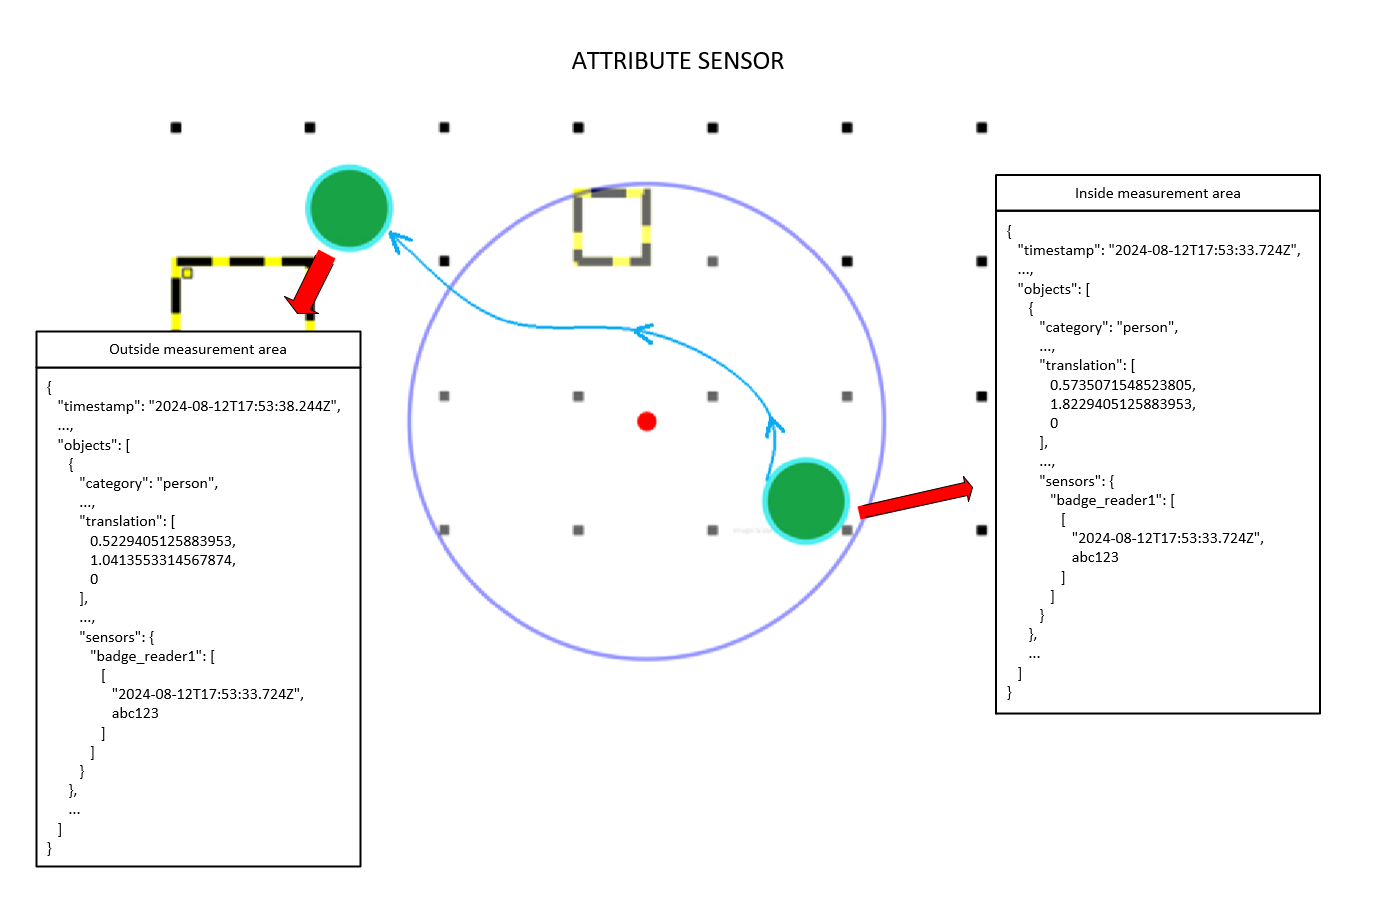 ATTRIBUTE SENSOR
Inside measurement area
{
"timestamp": "2024-08-12T17:53:33.724Z",
...,
"objects": [
{
"category": "person",
...,
"translation": [
0.5735071548523805,
1.8229405125883953,
0
],
...,
"sensors": {
"badge_reader1": [
[
"2024-08-12T17:53:33.724Z",
abc123
]
]
}
},
...
]
}
Outside measurement area
{
"timestamp": "2024-08-12T17:53:38.244Z",
...,
"objects": [
{
"category": "person",
...,
"translation": [
0.5229405125883953,
1.0413553314567874,
0
],
...,
"sensors": {
"badge_reader1": [
[
"2024-08-12T17:53:33.724Z",
abc123
]
]
}
},
...
]
}